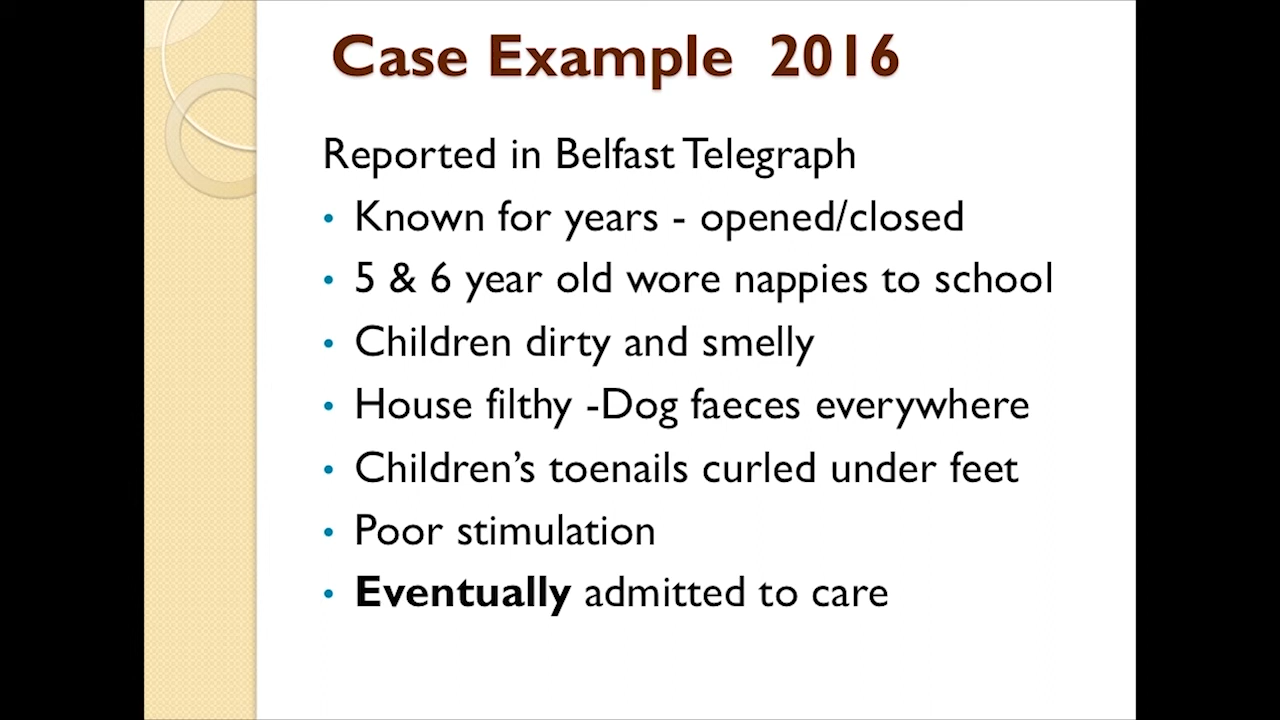 Case Example 2016
Reported in Belfast Telegraph
• Known for years - opened/closed
• 5 & 6 year old wore nappies to school
• Children dirty and smelly
• House filthy -Dog faeces everywhere
• Children’s toenails curled under feet
• Poor stimulation
• Eventually admitted to care